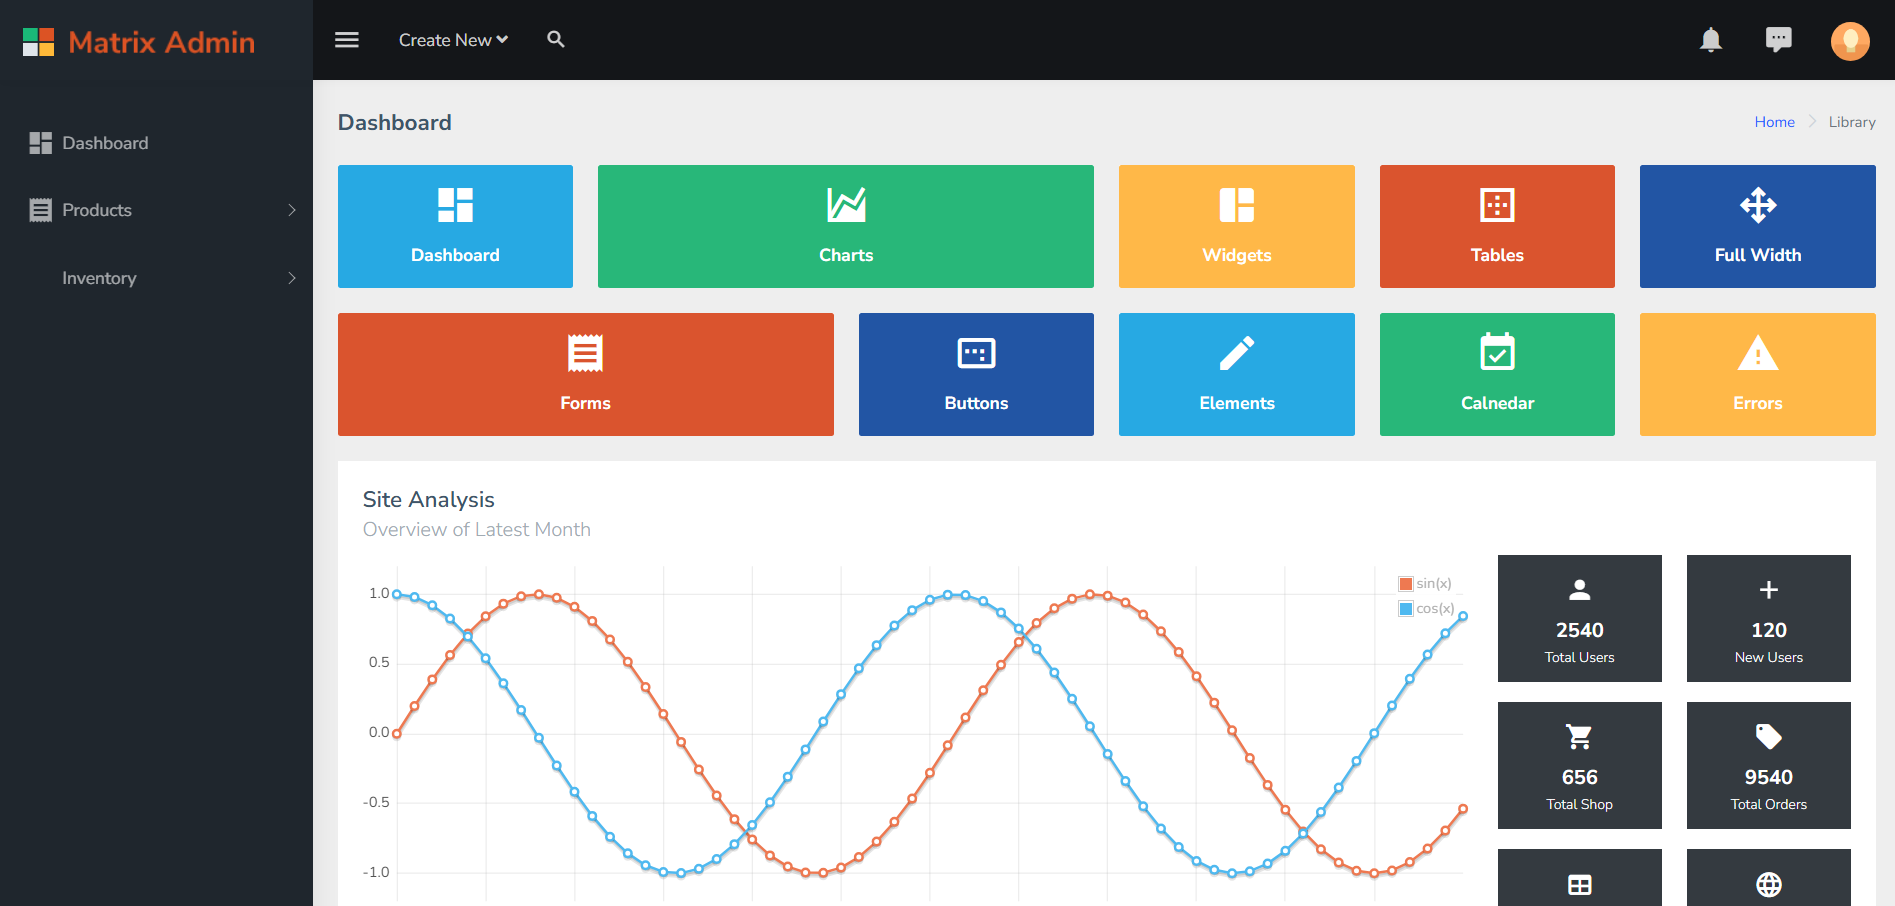 Matrix Admin
Create New
Dashboard
Products
Inventory
Dashboard
Home
Library
Dashboard
Charts
Widgets
Tables
Full Width
Forms
Buttons
Elements
Calnedar
Errors
Site Analysis
Overview of Latest Month
1.0
0.5
0.0
-0.5
-1.0
sin(x)
cos(x)
2540
Total Users
120
New Users
656
Total Shop
9540
Total Orders